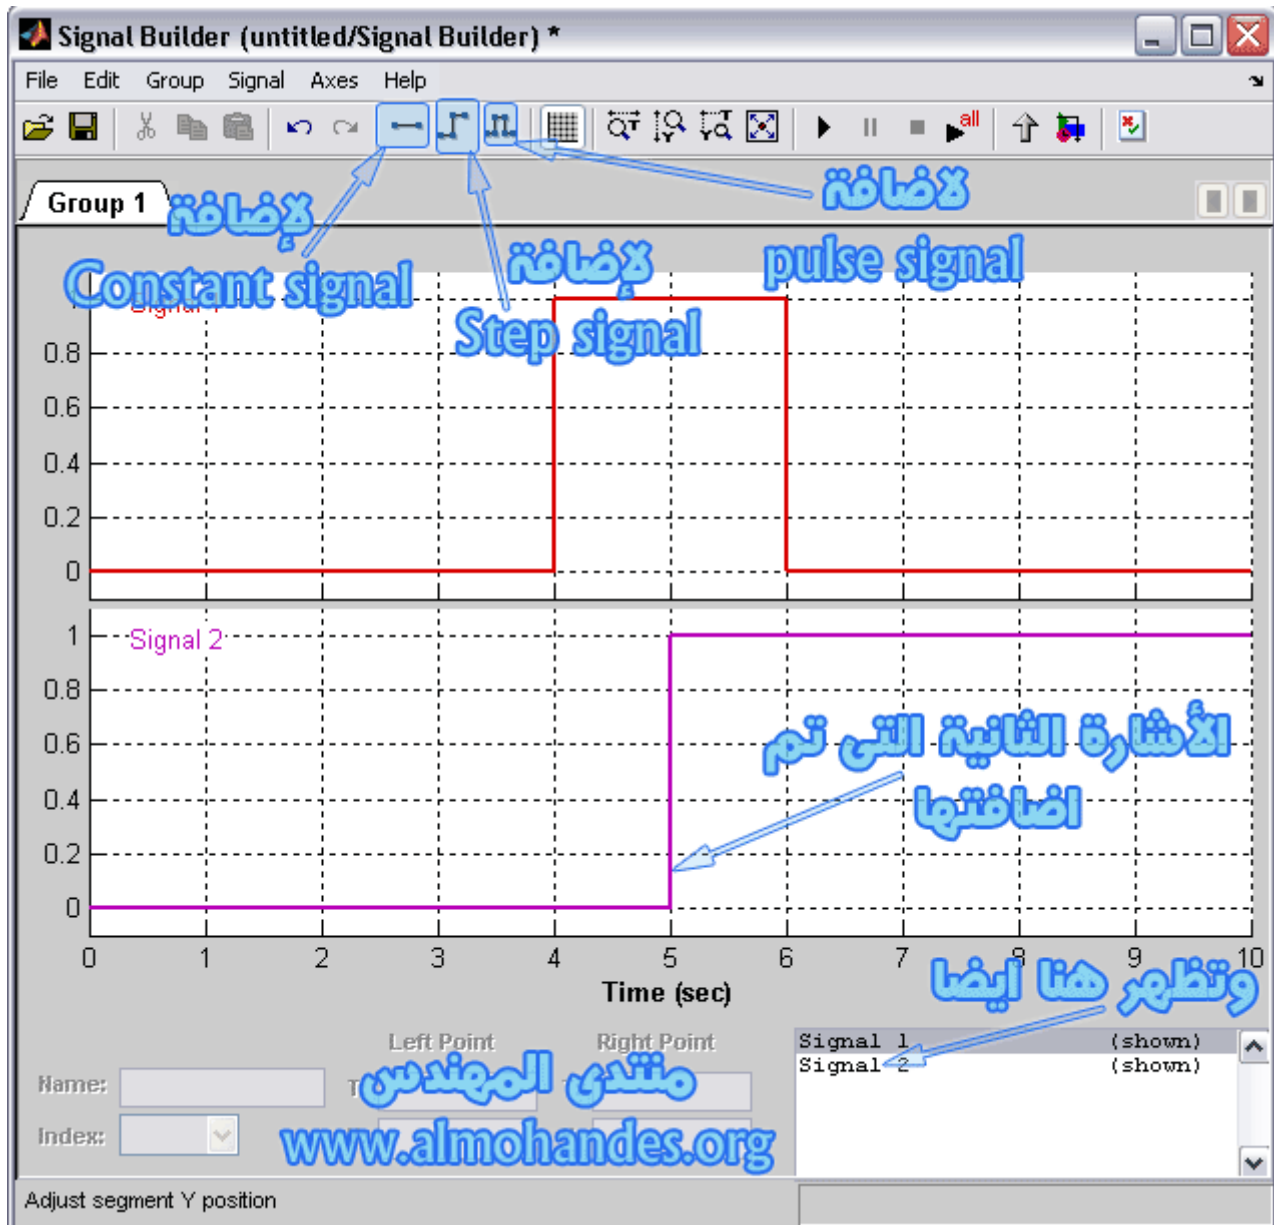 Signal Builder (untitled/Signal Builder) *
File Edit Group Signal Axes Help
all
Group 1
لإضافة
Constant signal
لإضافة
Step signal
لاضافة
pulse signal
1
0.8
0.6
0.4
0.2
0
1
Signal 2
0.8
0.6
0.4
0.2
0
الأشارة الثانية التى تم
اضافتها
0 1 2 3 4 5 6 7 8 9 10
Time (sec)
وتظهر هنا ايضا
Left Point Right Point
Signal 1 (shown)
Signal 2 (shown)
Name:
منتدى المهندس
Index:
www.almohandes.org
Adjust segment Y position